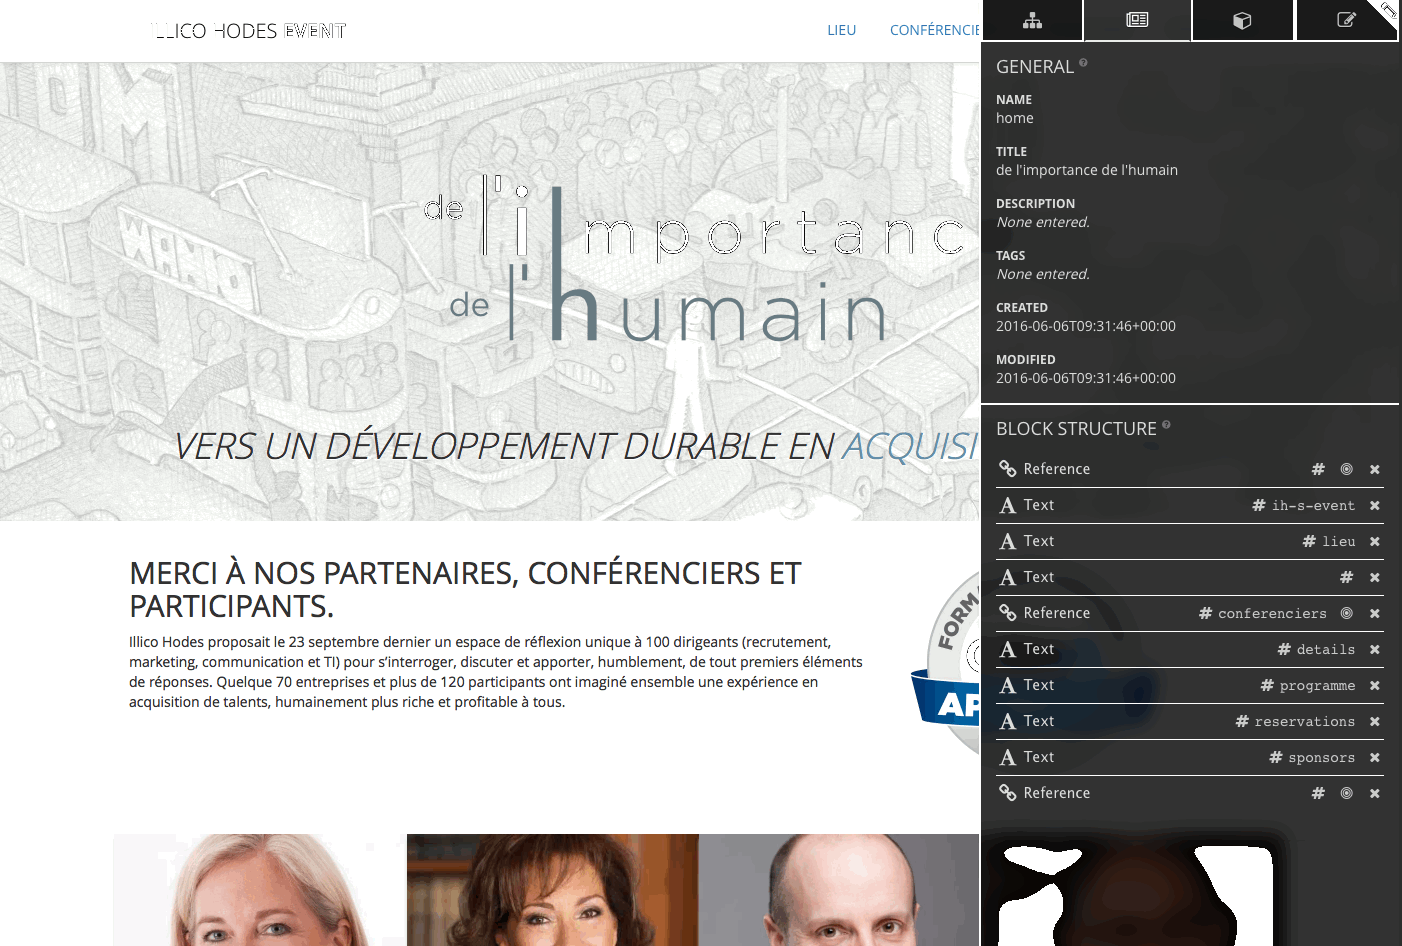 ILLICO HODES EVENT
LIEU CONFÉRENCIE
WANNO
de l'importanc
de l'humain
VERS UN DÉVELOPPEMENT DURABLE EN ACQUISI
MERCI À NOS PARTENAIRES, CONFÉRENCIERS ET
PARTICIPANTS.
Illico Hodes proposait le 23 septembre dernier un espace de réflexion unique à 100 dirigeants (recrutement,
marketing, communication et TI) pour s’interroger, discuter et apporter, humblement, de tout premiers éléments
de réponses. Quelque 70 entreprises et plus de 120 participants ont imaginé ensemble une expérience en
acquisition de talents, humainement plus riche et profitable à tous.
FORMA
AP
GENERAL
NAME
home
TITLE
de l'importance de l'humain
DESCRIPTION
None entered.
TAGS
None entered.
CREATED
2016-06-06T09:31:46+00:00
MODIFIED
2016-06-06T09:31:46+00:00
BLOCK STRUCTURE
Reference #
Text # ih-s-event
Text # lieu
Text #
Reference # conferenciers
Text # details
Text # programme
Text # reservations
Text # sponsors
Reference #